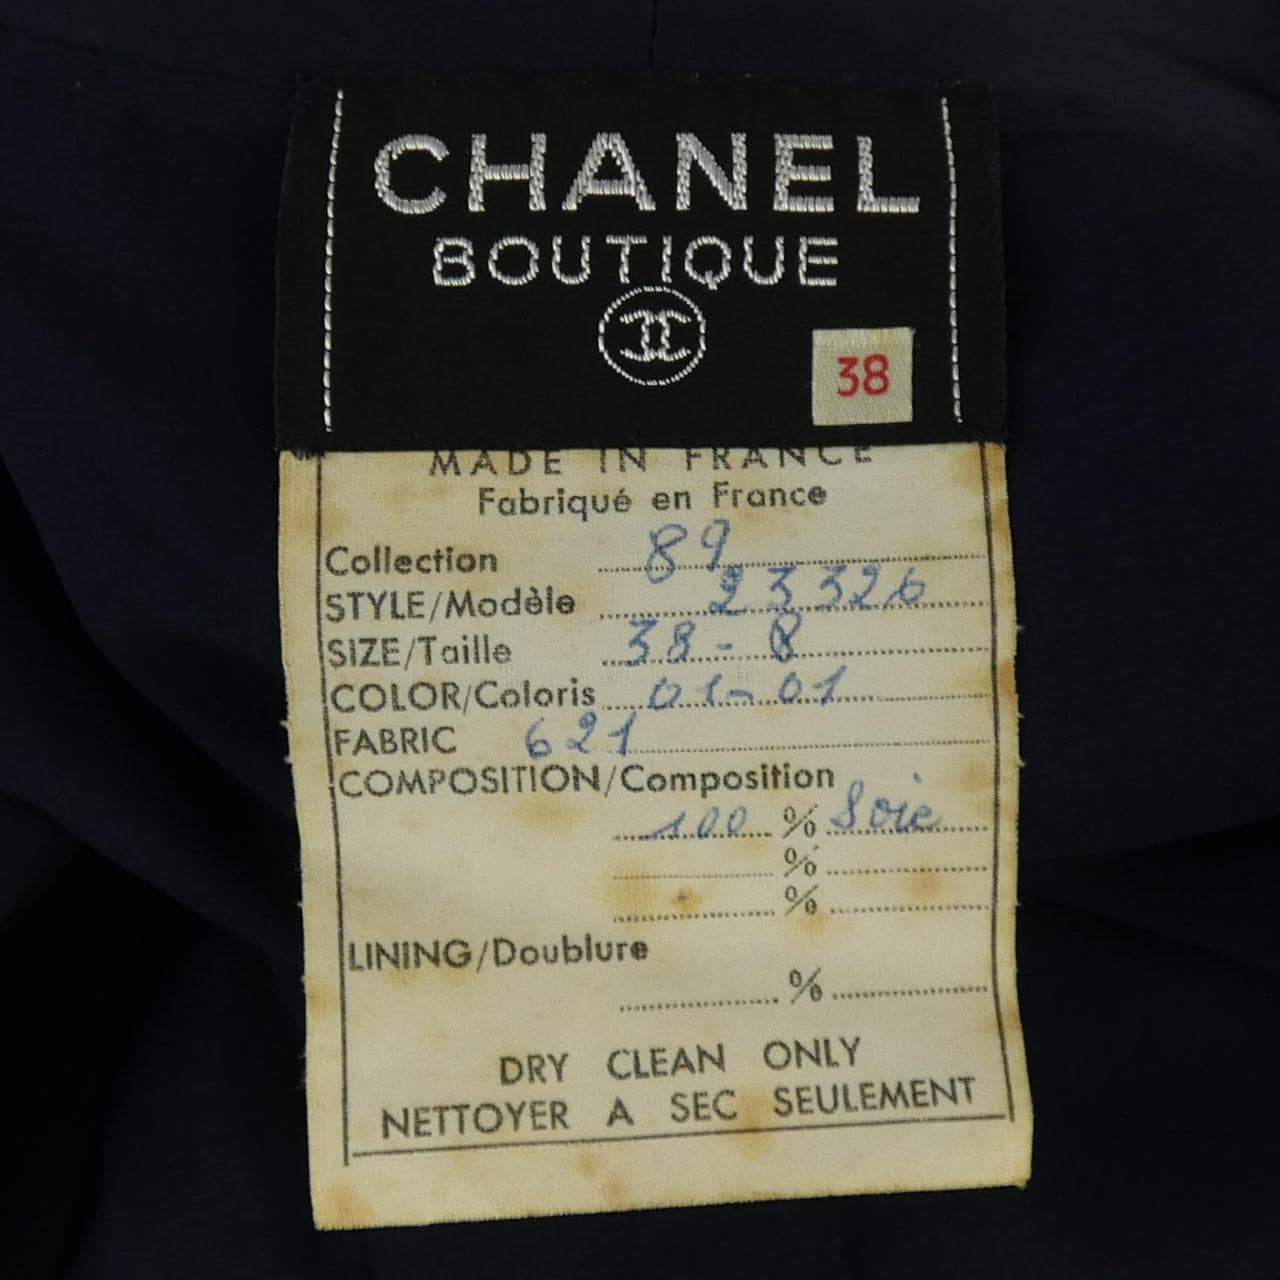 CHANEL
BOUTIQUE
38
MADE IN FRANCE
Fabriqué en France
Collection 89
STYLE/Modèle 23326
SIZE/Taille 38-8
COLOR/Coloris 01-01
FABRIC 621
COMPOSITION/Composition
100 % Soie
%
%
LINING/Doublure
%
DRY CLEAN ONLY
NETTOYER A SEC SEULEMENT